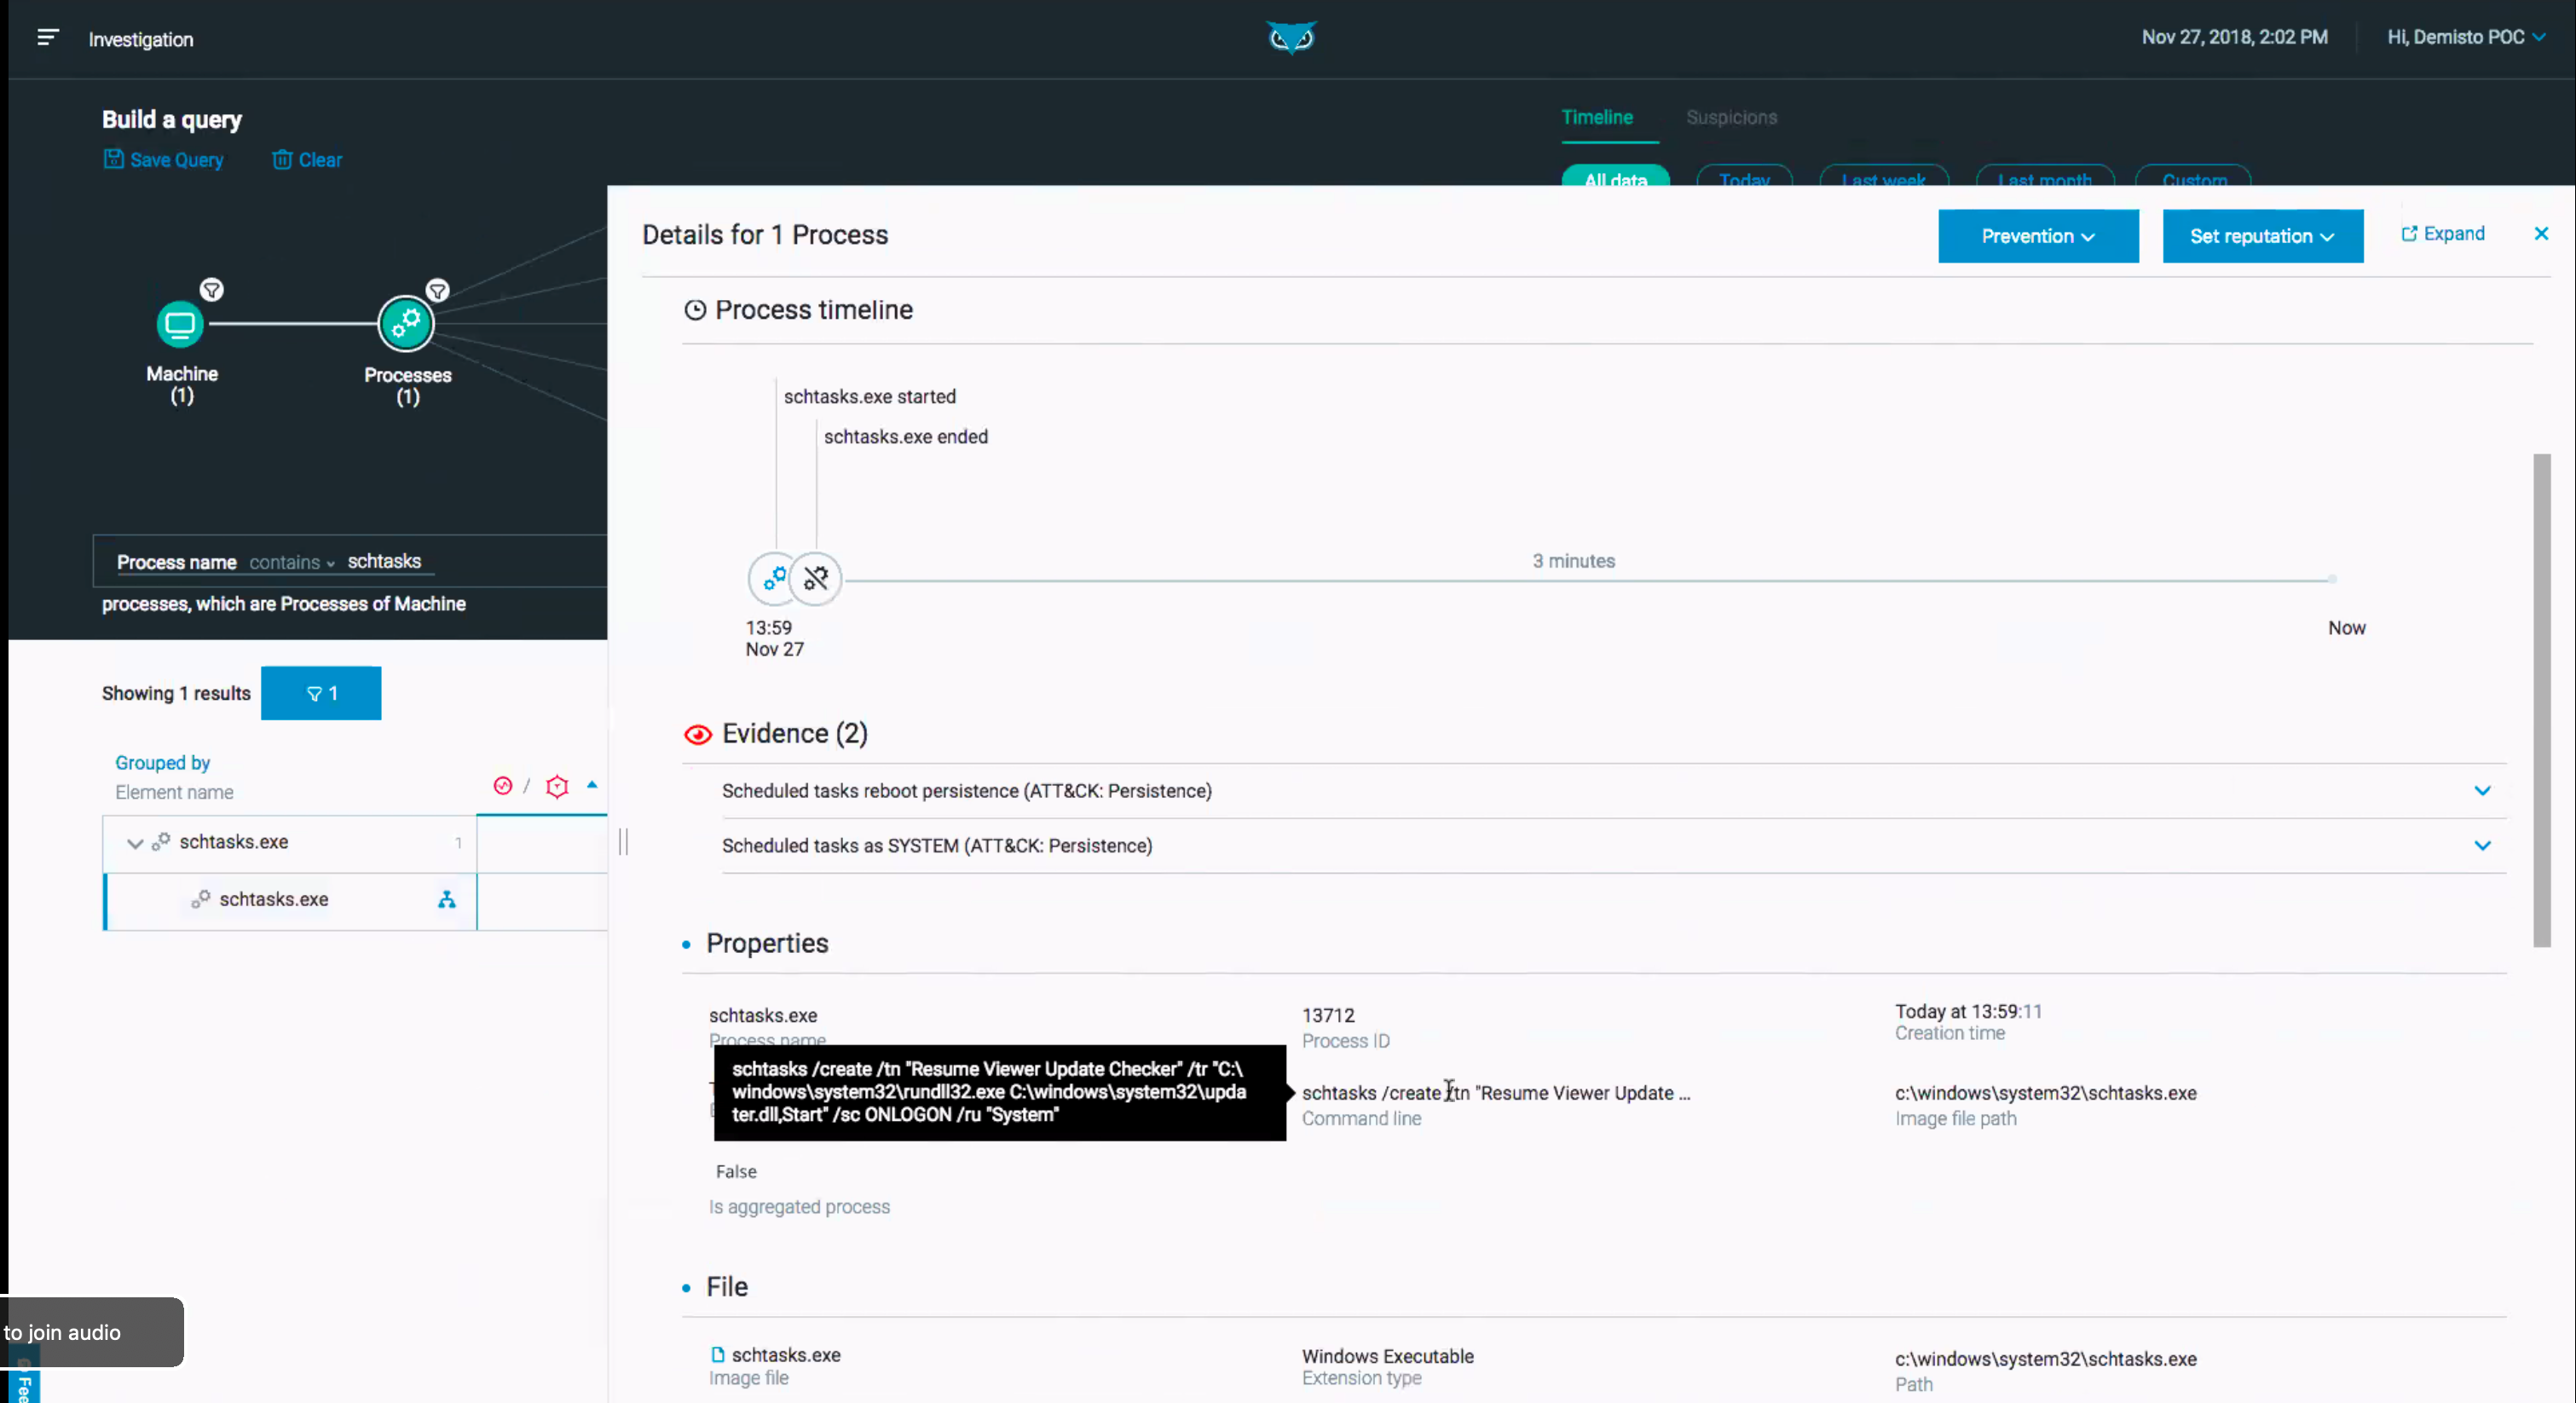 Investigation
Nov 27, 2018, 2:02 PM
Hi, Demisto POC
Build a query
Save Query
Clear
Timeline
Suspicions
All data
Today
Last week
Last month
Custom
Machine
(1)
Processes
(1)
Process name contains schtasks
processes, which are Processes of Machine
Showing 1 results
1
Grouped by
Element name
/
schtasks.exe
1
schtasks.exe
Details for 1 Process
Prevention
Set reputation
Expand
Process timeline
schtasks.exe started
schtasks.exe ended
3 minutes
13:59
Nov 27
Now
Evidence (2)
Scheduled tasks reboot persistence (ATT&CK: Persistence)
Scheduled tasks as SYSTEM (ATT&CK: Persistence)
Properties
schtasks.exe
Process name
13712
Process ID
Today at 13:59:11
Creation time
schtasks /create /tn "Resume Viewer Update Checker" /tr "C:\
windows\system32\rundll32.exe C:\windows\system32\upda
ter.dll,Start" /sc ONLOGON /ru "System"
schtasks /create /tn "Resume Viewer Update ...
Command line
c:\windows\system32\schtasks.exe
Image file path
False
Is aggregated process
File
schtasks.exe
Image file
Windows Executable
Extension type
c:\windows\system32\schtasks.exe
Path
to join audio
Fee